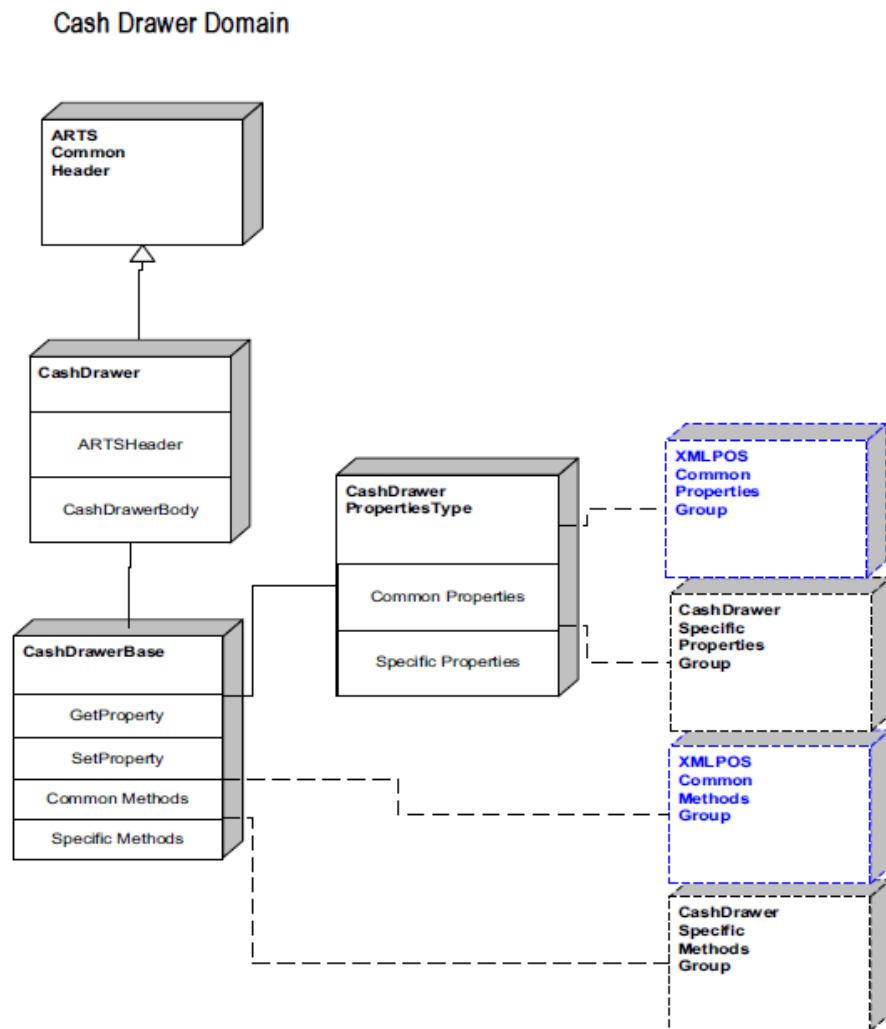 Cash Drawer Domain
ARTS
Common
Header
CashDrawer
ARTSHeader
CashDrawerBody
CashDrawer
PropertiesType
Common Properties
Specific Properties
XMLPOS
Common
Properties
Group
CashDrawer
Specific
Properties
Group
CashDrawerBase
GetProperty
SetProperty
Common Methods
Specific Methods
XMLPOS
Common
Methods
Group
CashDrawer
Specific
Methods
Group